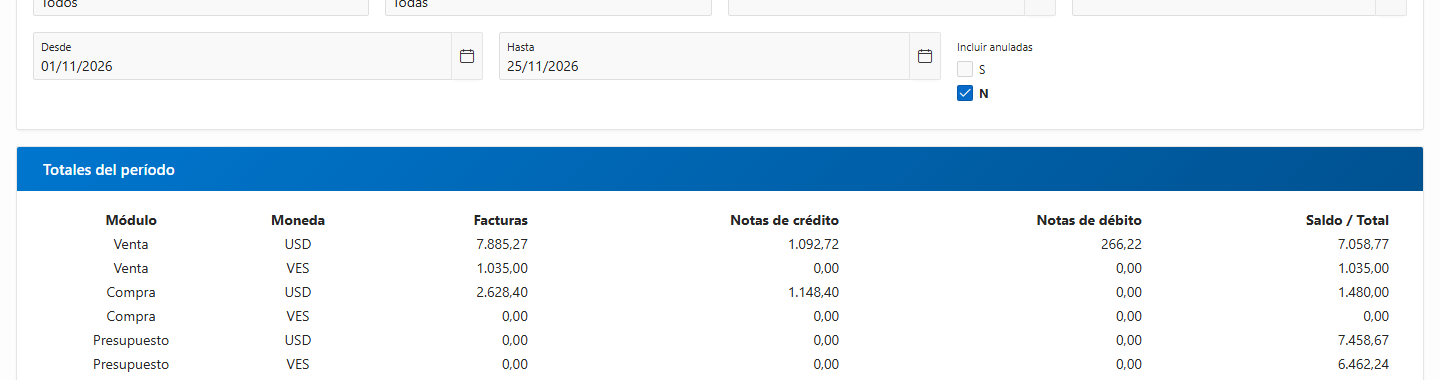 Todos Todas
Desde Hasta Incluir anuladas
01/11/2026 25/11/2026 S
N
Totales del período
Módulo Moneda Facturas Notas de crédito Notas de débito Saldo / Total
Venta USD 7.885,27 1.092,72 266,22 7.058,77
Venta VES 1.035,00 0,00 0,00 1.035,00
Compra USD 2.628,40 1.148,40 0,00 1.480,00
Compra VES 0,00 0,00 0,00 0,00
Presupuesto USD 0,00 0,00 0,00 7.458,67
Presupuesto VES 0,00 0,00 0,00 6.462,24